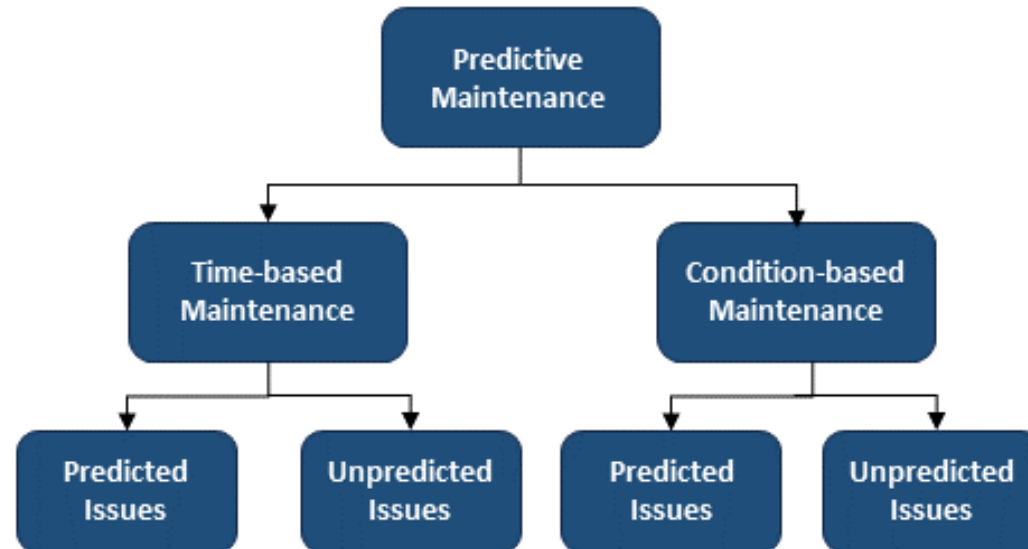 Predictive
Maintenance
Time-based
Maintenance
Condition-based
Maintenance
Predicted
Issues
Unpredicted
Issues
Predicted
Issues
Unpredicted
Issues